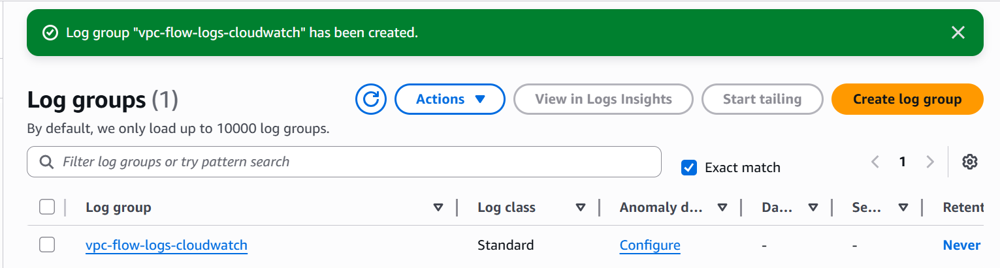 Log group "vpc-flow-logs-cloudwatch" has been created.
Log groups (1)
Actions
View in Logs Insights
Start tailing
Create log group
By default, we only load up to 10000 log groups.
Filter log groups or try pattern search
Exact match
1
Log group
Log class
Anomaly d...
Da...
Se...
Retent
vpc-flow-logs-cloudwatch
Standard
Configure
-
-
Never